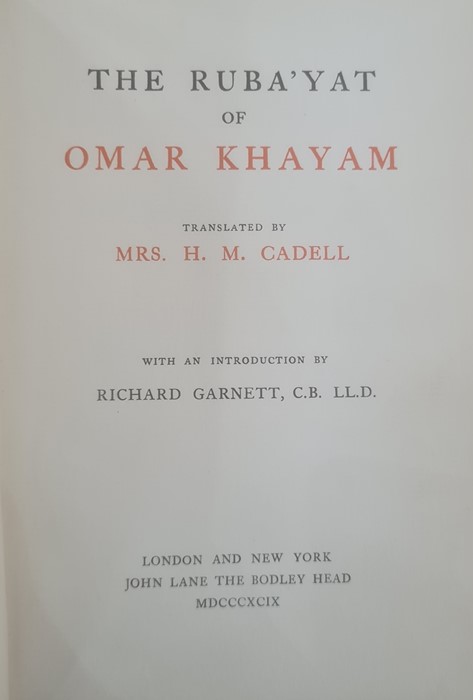 THE RUBA'YAT
OF
OMAR KHAYAM
TRANSLATED BY
MRS. H. M. CADELL
WITH AN INTRODUCTION BY
RICHARD GARNETT, C.B. LL.D.
LONDON AND NEW YORK
JOHN LANE THE BODLEY HEAD
MDCCCXCIX